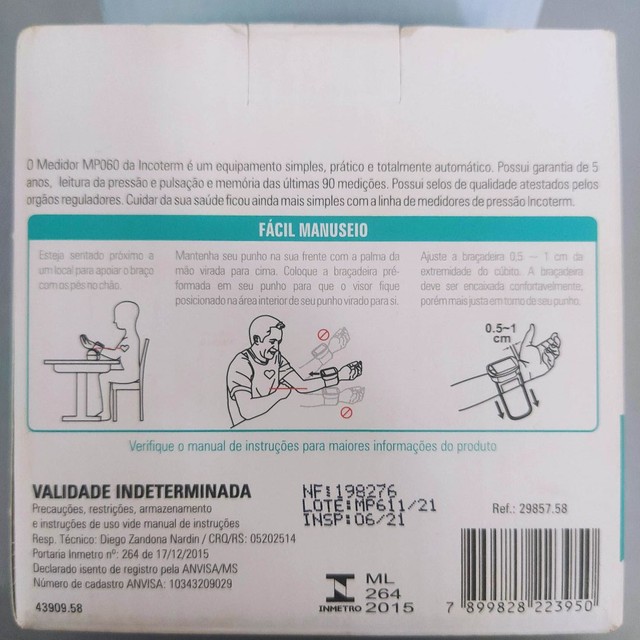 O Medidor MP060 da Incoterm é um equipamento simples, prático e totalmente automático. Possui garantia de 5
anos, leitura da pressão e pulsação e memória das últimas 90 medições. Possui selos de qualidade atestados pelos
orgãos reguladores. Cuidar da sua saúde ficou ainda mais simples com a linha de medidores de pressão Incoterm.
FÁCIL MANUSEIO
Esteja sentado próximo a
um local para apoiar o braço
com os pés no chão.
Mantenha seu punho na sua frente com a palma da
mão virada para cima. Coloque a braçadeira pré-
formada em seu punho para que o visor fique
posicionado na área interior de seu punho virado para si.
Ajuste a braçadeira 0,5 — 1 cm da
extremidade do cúbito. A braçadeira
deve ser encaixada confortavelmente,
porém mais justa em torno de seu punho.
0.5~1
cm
Verifique o manual de instruções para maiores informações do produto
VALIDADE INDETERMINADA
Precauções, restrições, armazenamento
e instruções de uso vide manual de instruções
Resp. Técnico: Diego Zandona Nardin / CRQ/RS: 05202514
Portaria Inmetro nº: 264 de 17/12/2015
Declarado isento de registro pela ANVISA/MS
Número de cadastro ANVISA: 10343209029
43909.58
NF:198276
LOTE:MP611/21
INSP:06/21
INMETRO
ML
264
2015
Ref.: 29857.58
7 899828 223950